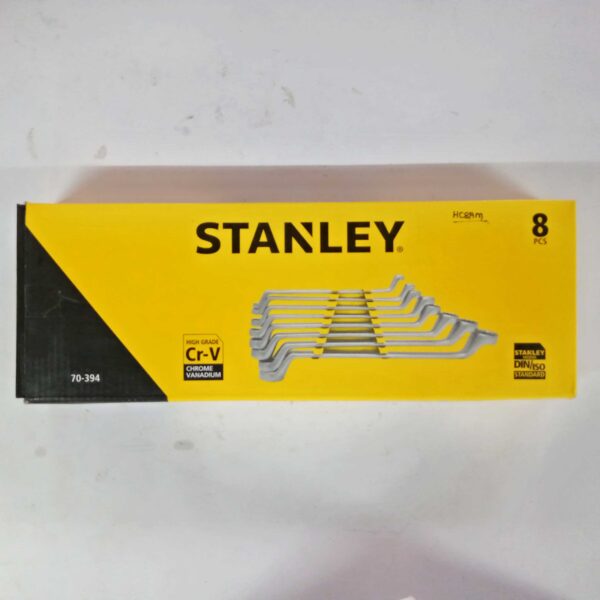 STANLEY®
8
PCS
HIGH GRADE
Cr-V
CHROME
VANADIUM
70-394
STANLEY
DIN/ISO
STANDARD